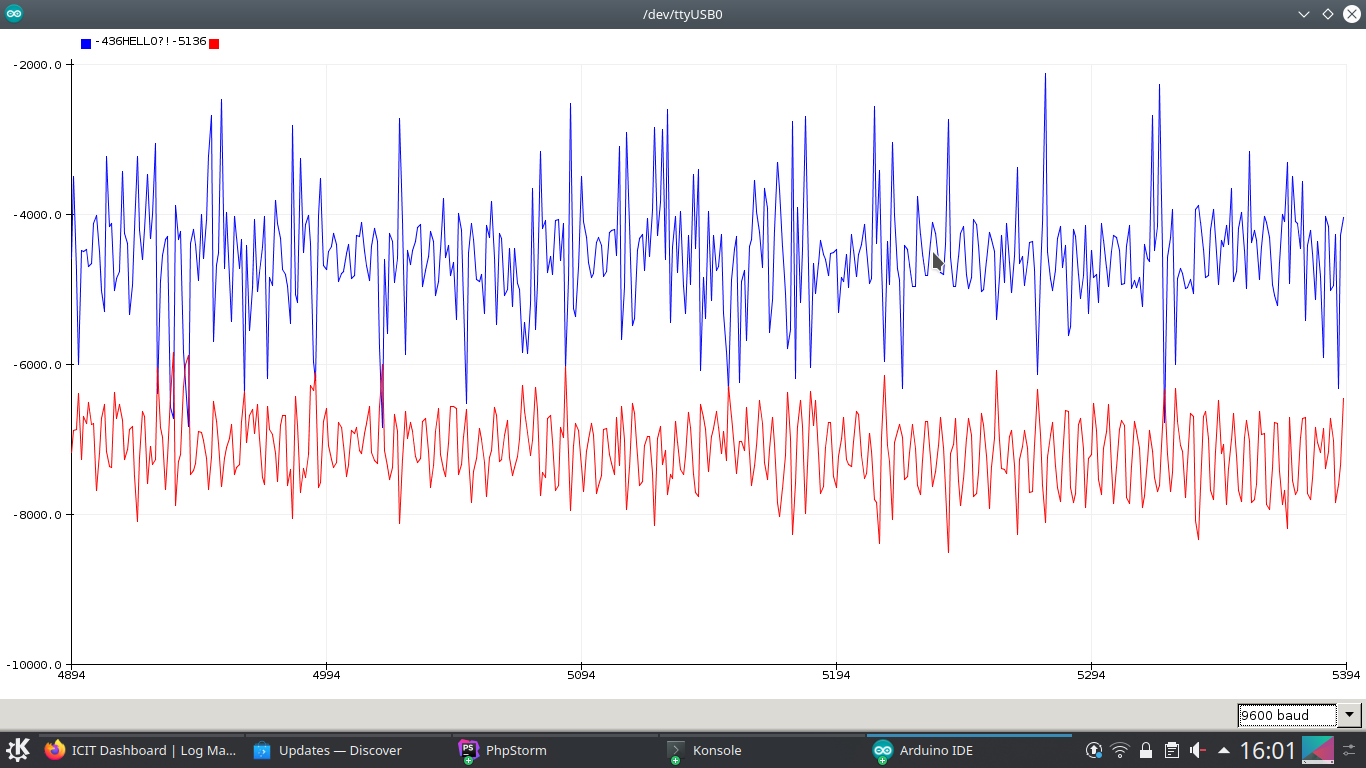 /dev/ttyUSB0
-436HELLO?!-5136
-2000.0
-4000.0
-6000.0
-8000.0
-10000.0
4894 4994 5094 5194 5294 5394
9600 baud
ICIT Dashboard | Log Ma... Updates — Discover PS PhpStorm Konsole Arduino IDE 16:01